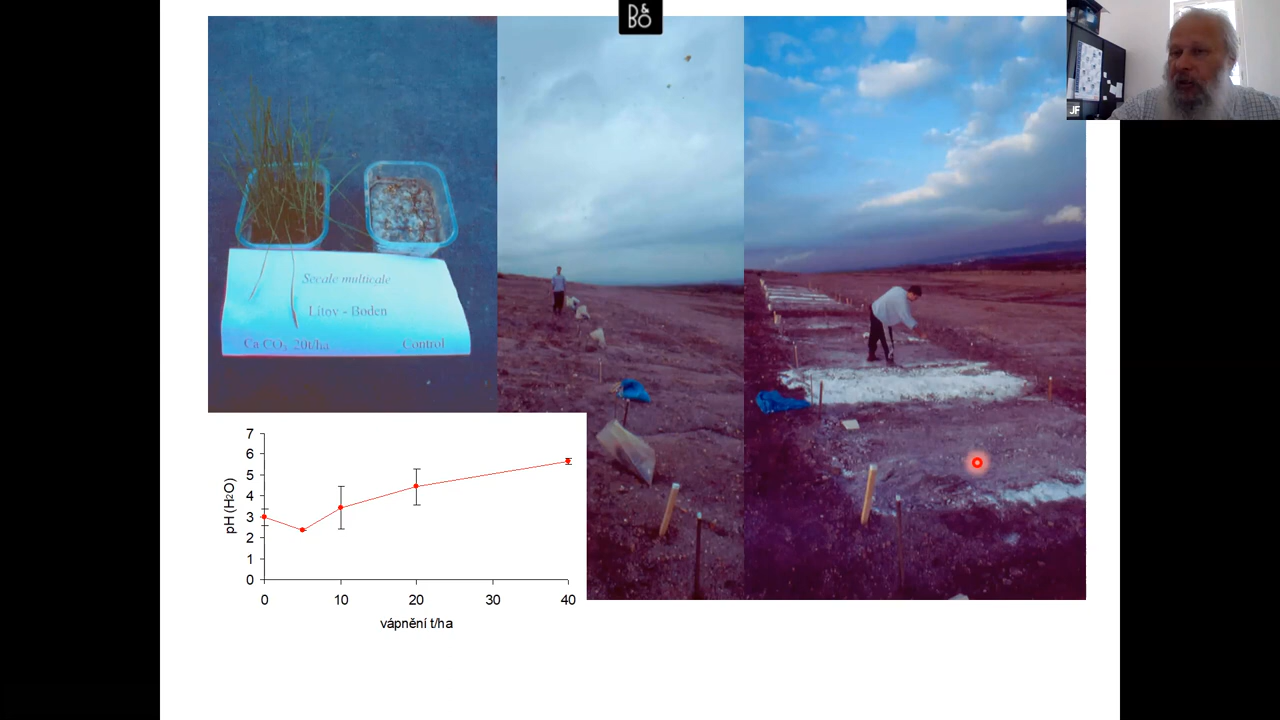 B&O
JF
Secale multicale
Litov - Boden
Ca CO3 20t/ha Control
7
6
5
4
3
2
1
0
pH (H2O)
0 10 20 30 40
vápnění t/ha